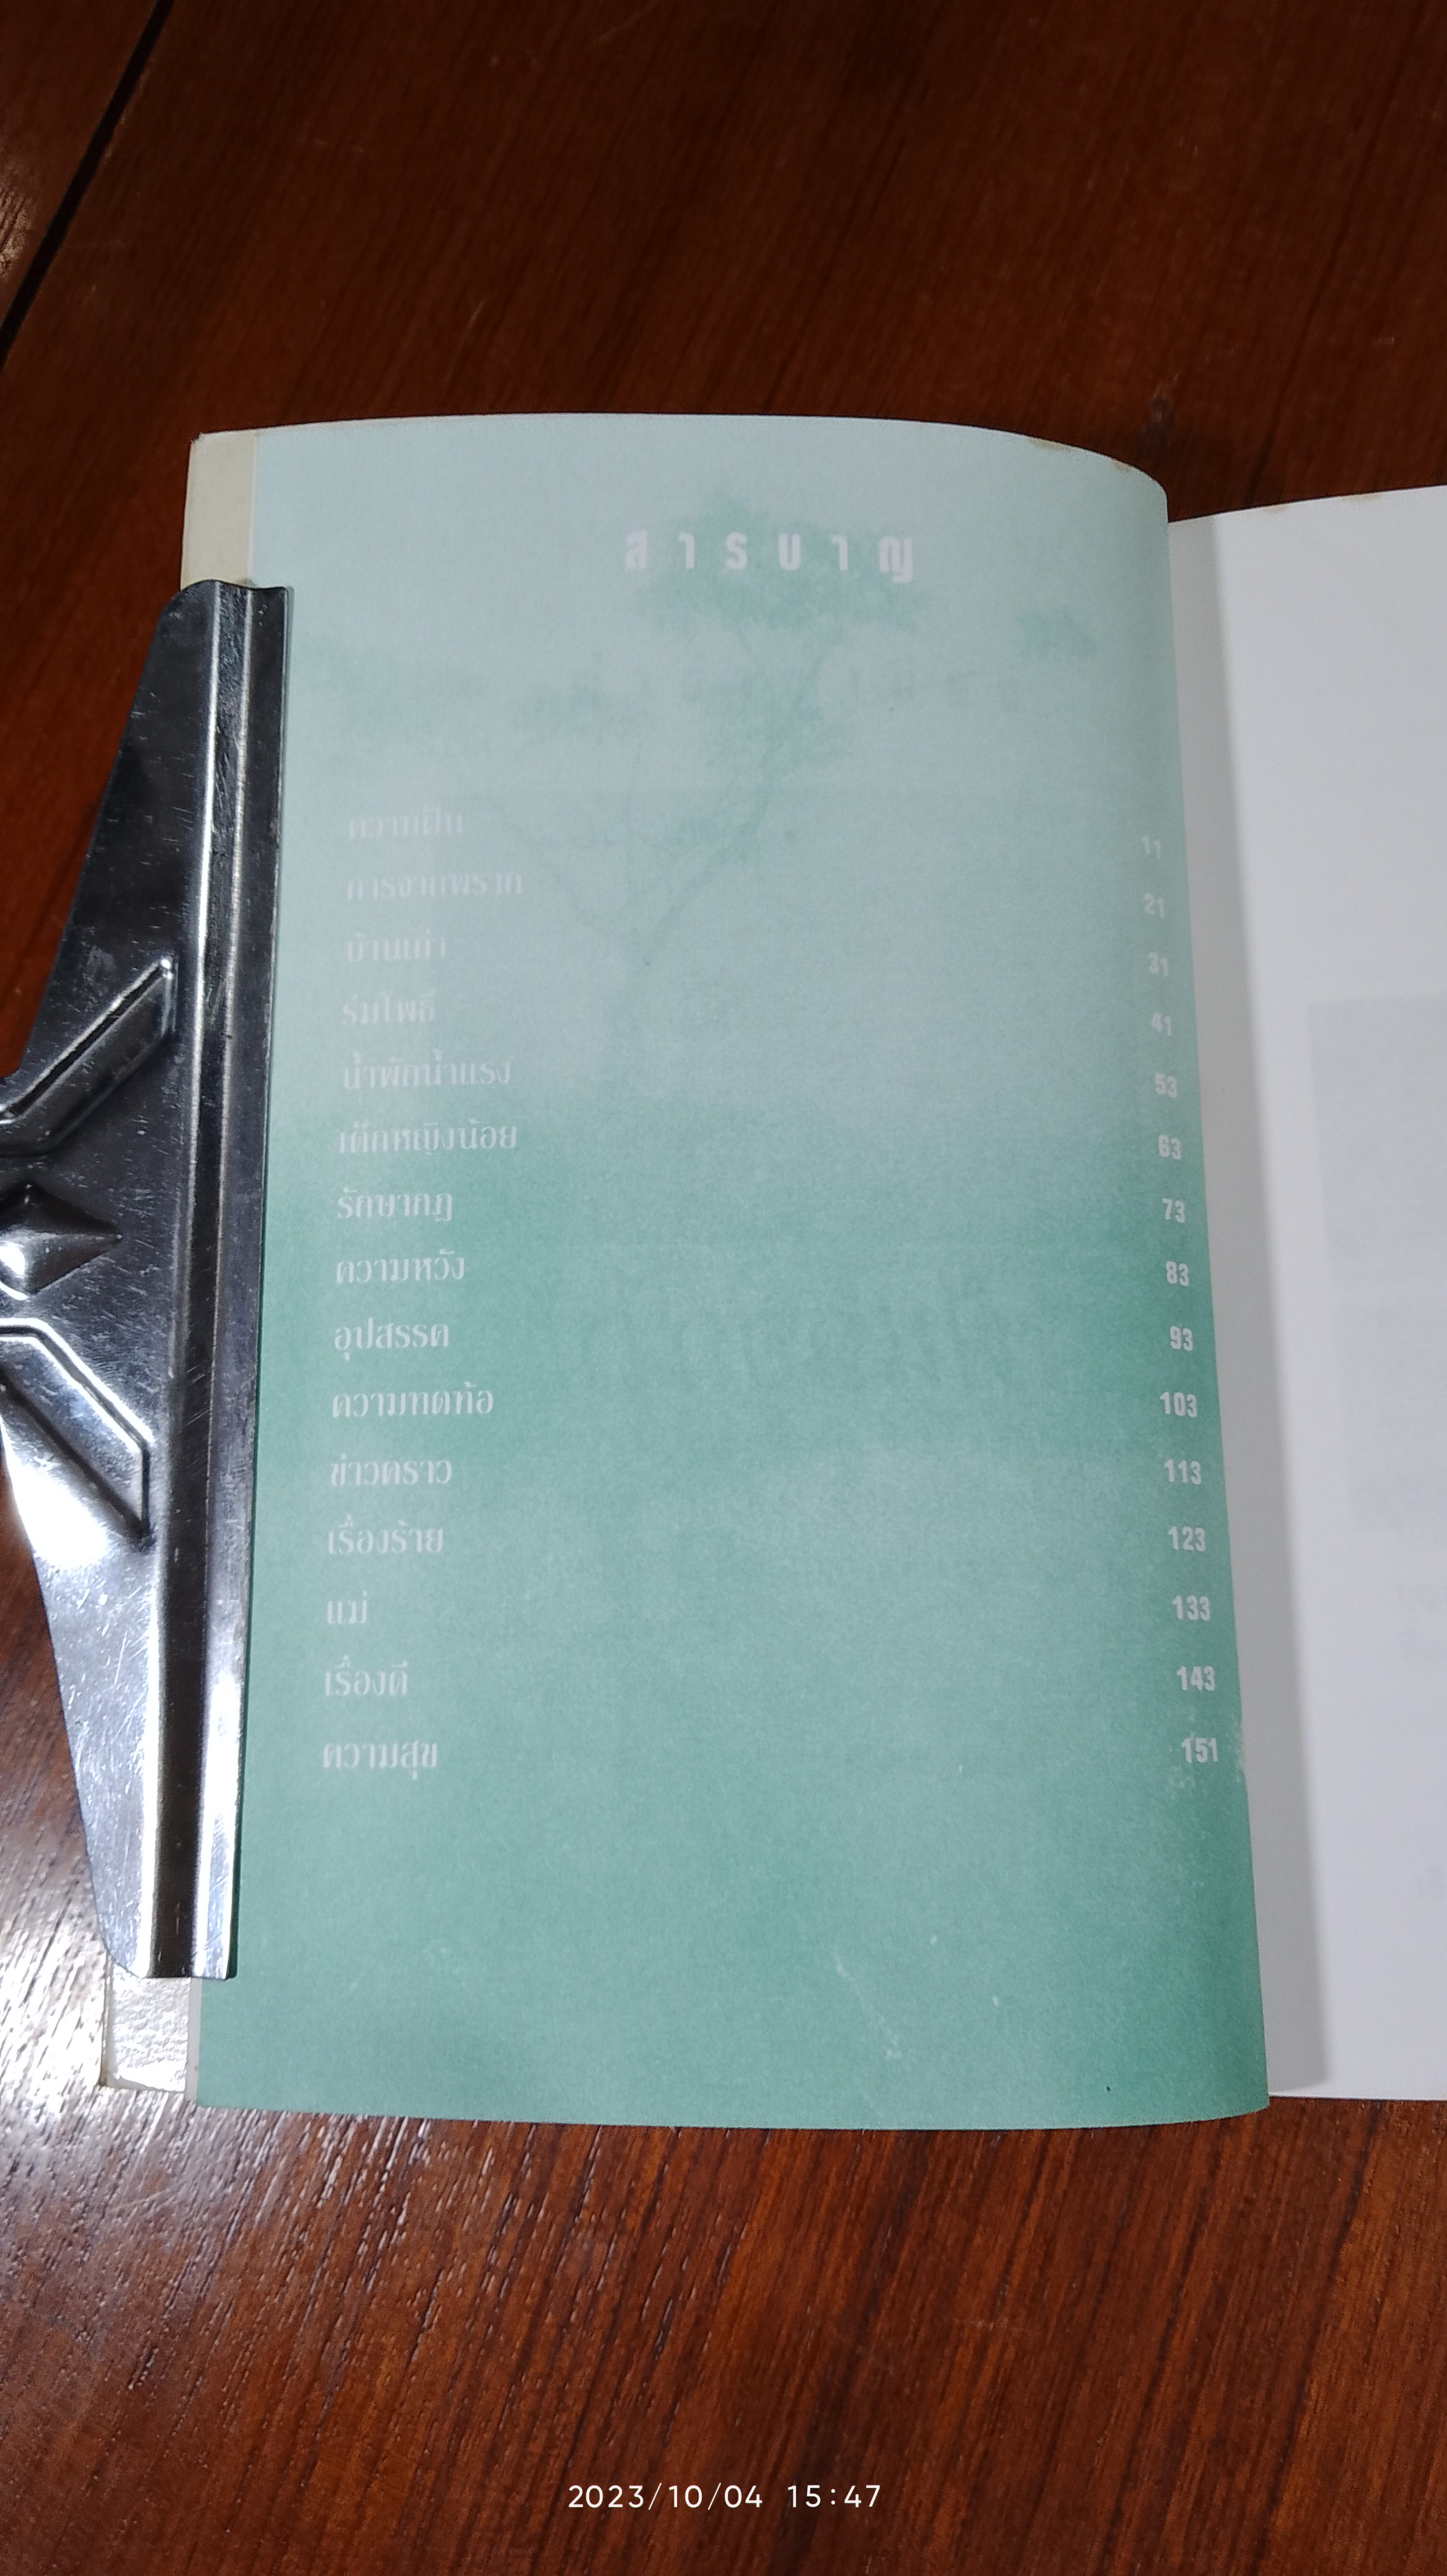 สารบาญ
ความฝัน 11
การจากพราก 21
บ้านเก่า 31
ร่มโพธิ์ 41
น้ำพักน้ำแรง 53
เด็กหญิงน้อย 63
รักษากฎ 73
ความหวัง 83
อุปสรรค 93
ความทดท้อ 103
ข่าวคราว 113
เรื่องร้าย 123
แม่ 133
เรื่องดี 143
ความสุข 151
2023/10/04 15:47